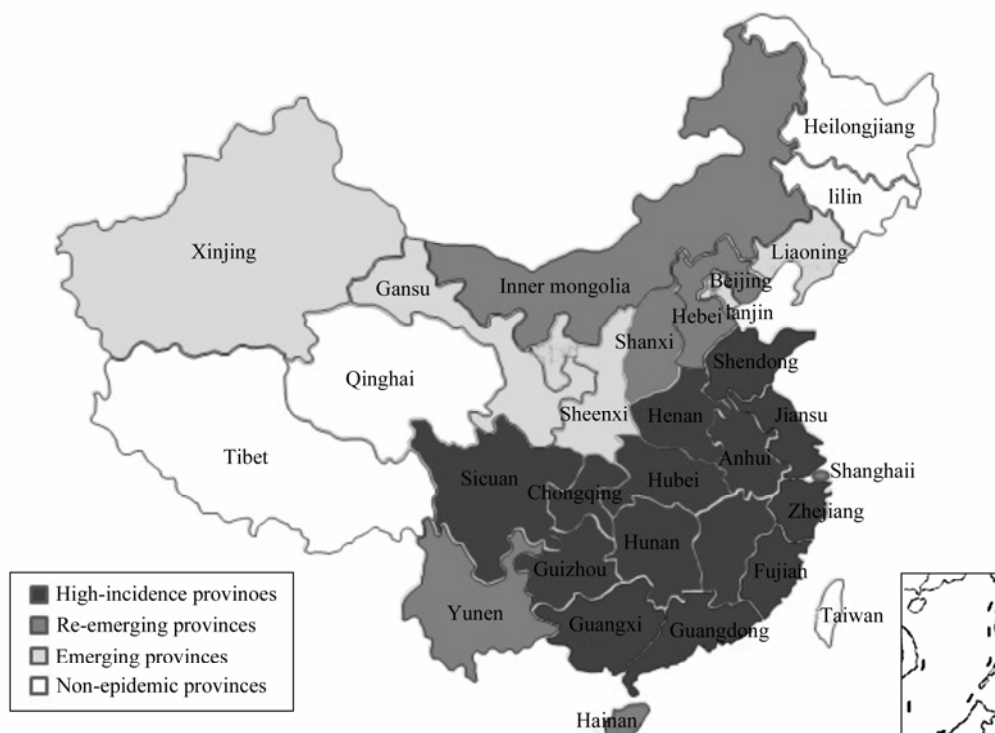 Heilongjiang
lilin
Xinjing
Liaoning
Gansu
Inner mongolia
Beijing
Hebei
Ianjin
Shanxi
Shendong
Qinghai
Sheenxi
Henan
Jiansu
Tibet
Sicuan
Anhui
Shanghaii
Chongqing
Hubei
Zhejiang
Hunan
Guizhou
Fujian
Yunen
Guangxi
Guangdong
Taiwan
Hainan
High-incidence provinoes
Re-emerging provinces
Emerging provinces
Non-epidemic provinces